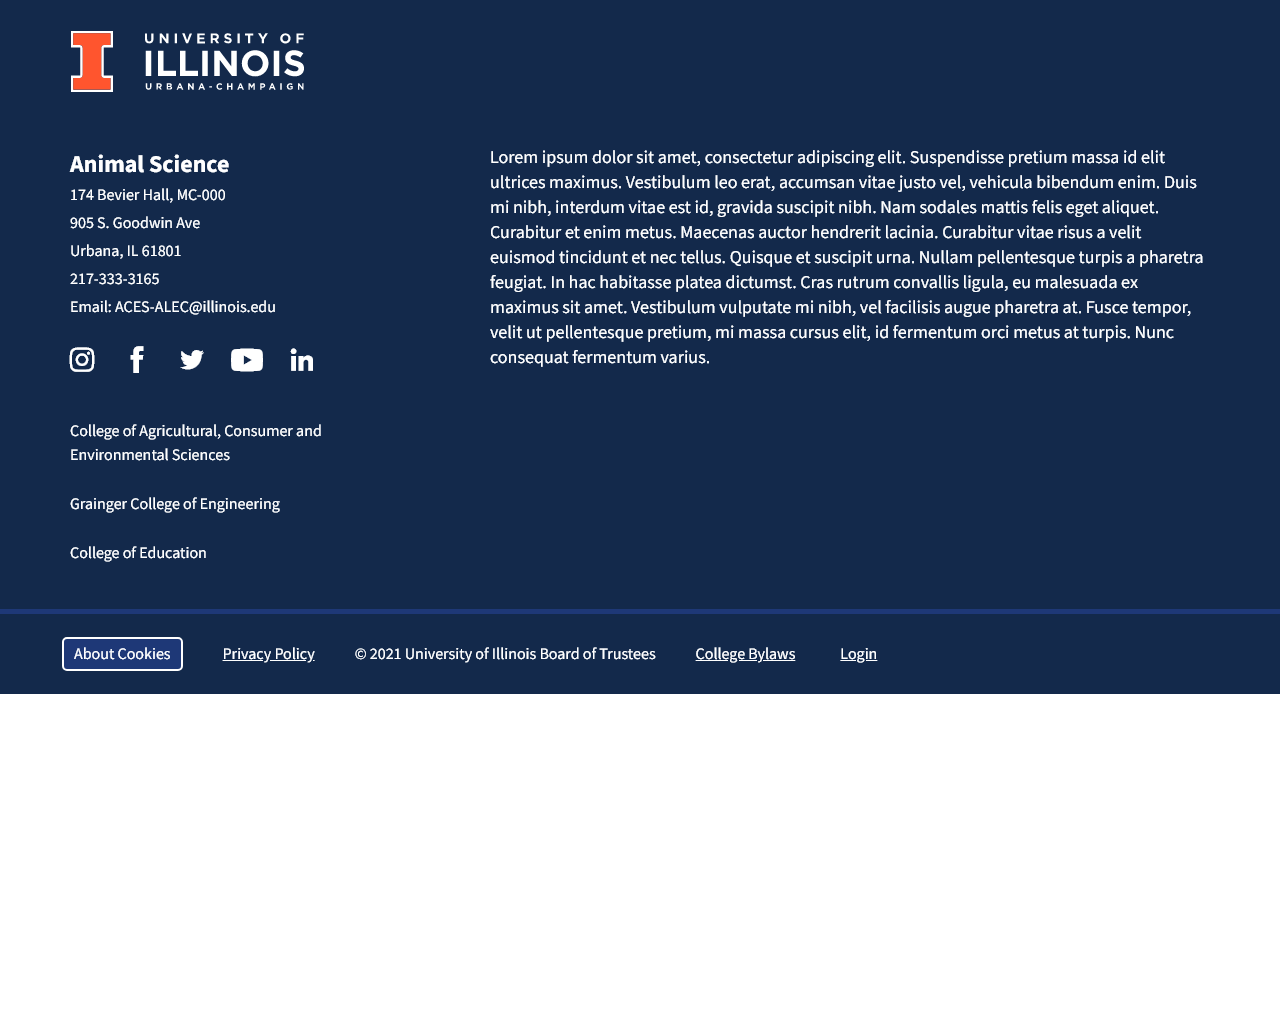 UNIVERSITY OF
ILLINOIS
URBANA-CHAMPAIGN
Animal Science
174 Bevier Hall, MC-000
905 S. Goodwin Ave
Urbana, IL 61801
217-333-3165
Email: ACES-ALEC@illinois.edu
College of Agricultural, Consumer and
Environmental Sciences
Grainger College of Engineering
College of Education
Lorem ipsum dolor sit amet, consectetur adipiscing elit. Suspendisse pretium massa id elit
ultrices maximus. Vestibulum leo erat, accumsan vitae justo vel, vehicula bibendum enim. Duis
mi nibh, interdum vitae est id, gravida suscipit nibh. Nam sodales mattis felis eget aliquet.
Curabitur et enim metus. Maecenas auctor hendrerit lacinia. Curabitur vitae risus a velit
euismod tincidunt et nec tellus. Quisque et suscipit urna. Nullam pellentesque turpis a pharetra
feugiat. In hac habitasse platea dictumst. Cras rutrum convallis ligula, eu malesuada ex
maximus sit amet. Vestibulum vulputate mi nibh, vel facilisis augue pharetra at. Fusce tempor,
velit ut pellentesque pretium, mi massa cursus elit, id fermentum orci metus at turpis. Nunc
consequat fermentum varius.
About Cookies
Privacy Policy
© 2021 University of Illinois Board of Trustees
College Bylaws
Login